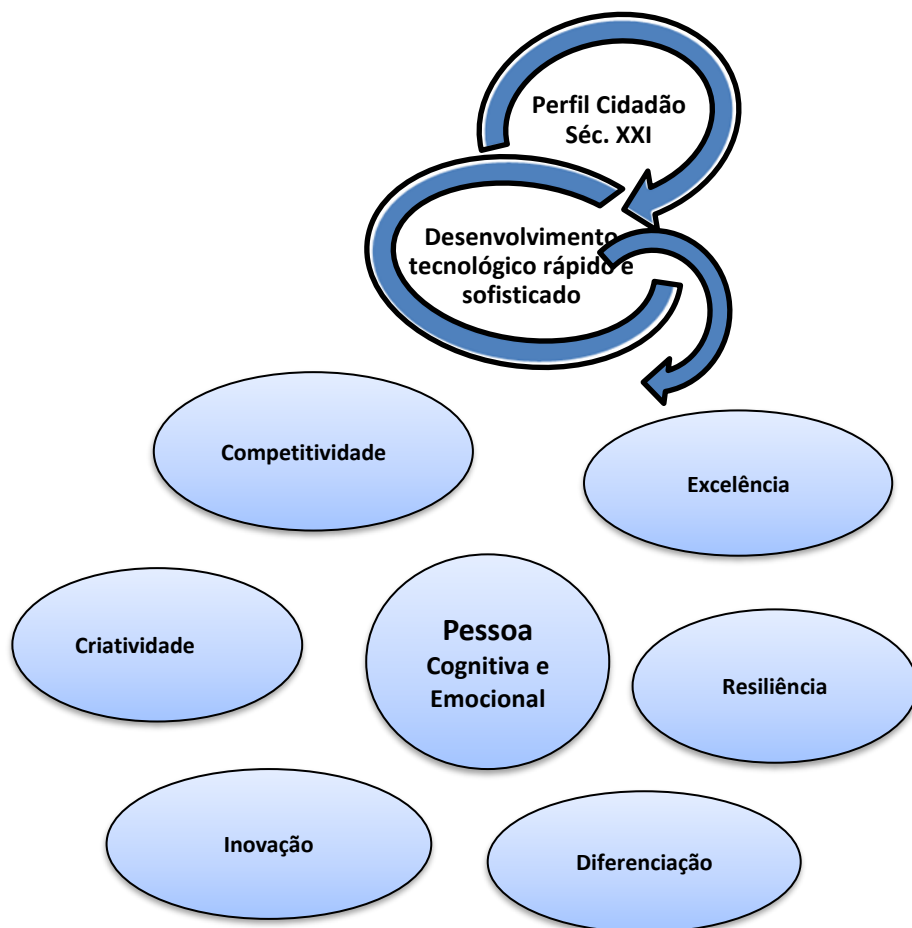 Perfil Cidadão
Séc. XXI
Desenvolvimento
tecnológico rápido e
sofisticado
Competitividade
Excelência
Pessoa
Cognitiva e
Emocional
Criatividade
Resiliência
Inovação
Diferenciação